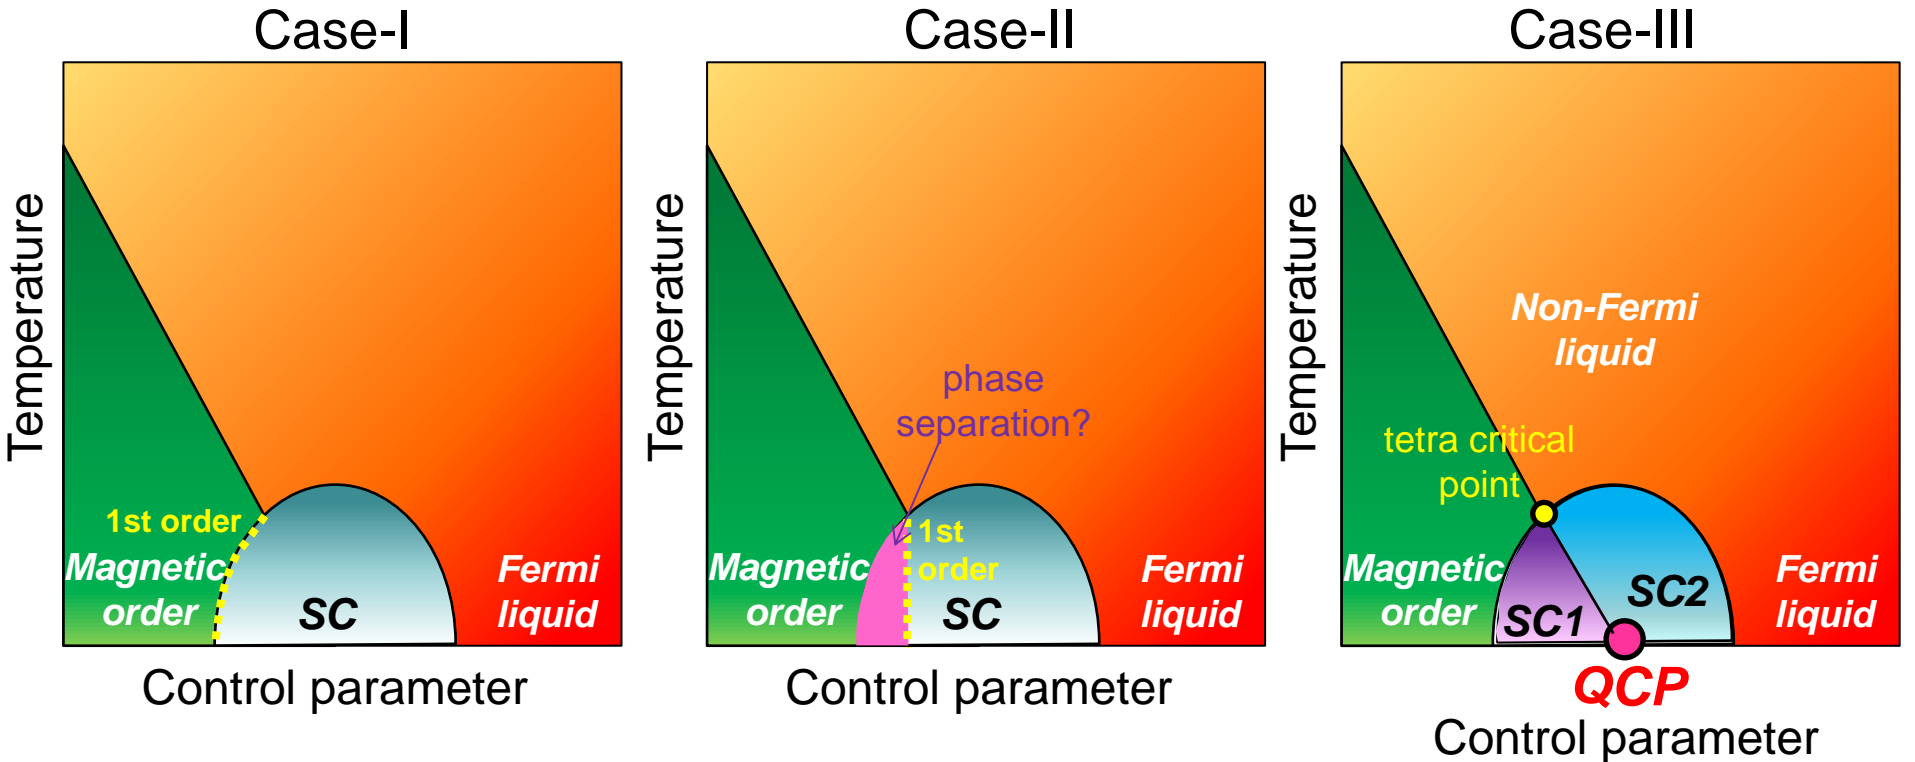 Case-I
Temperature
1st order
Magnetic
order
SC
Fermi
liquid
Control parameter
Case-II
Temperature
phase
separation?
1st
order
Magnetic
order
SC
Fermi
liquid
Control parameter
Case-III
Temperature
Non-Fermi
liquid
tetra critical
point
Magnetic
order
SC1
SC2
Fermi
liquid
QCP
Control parameter